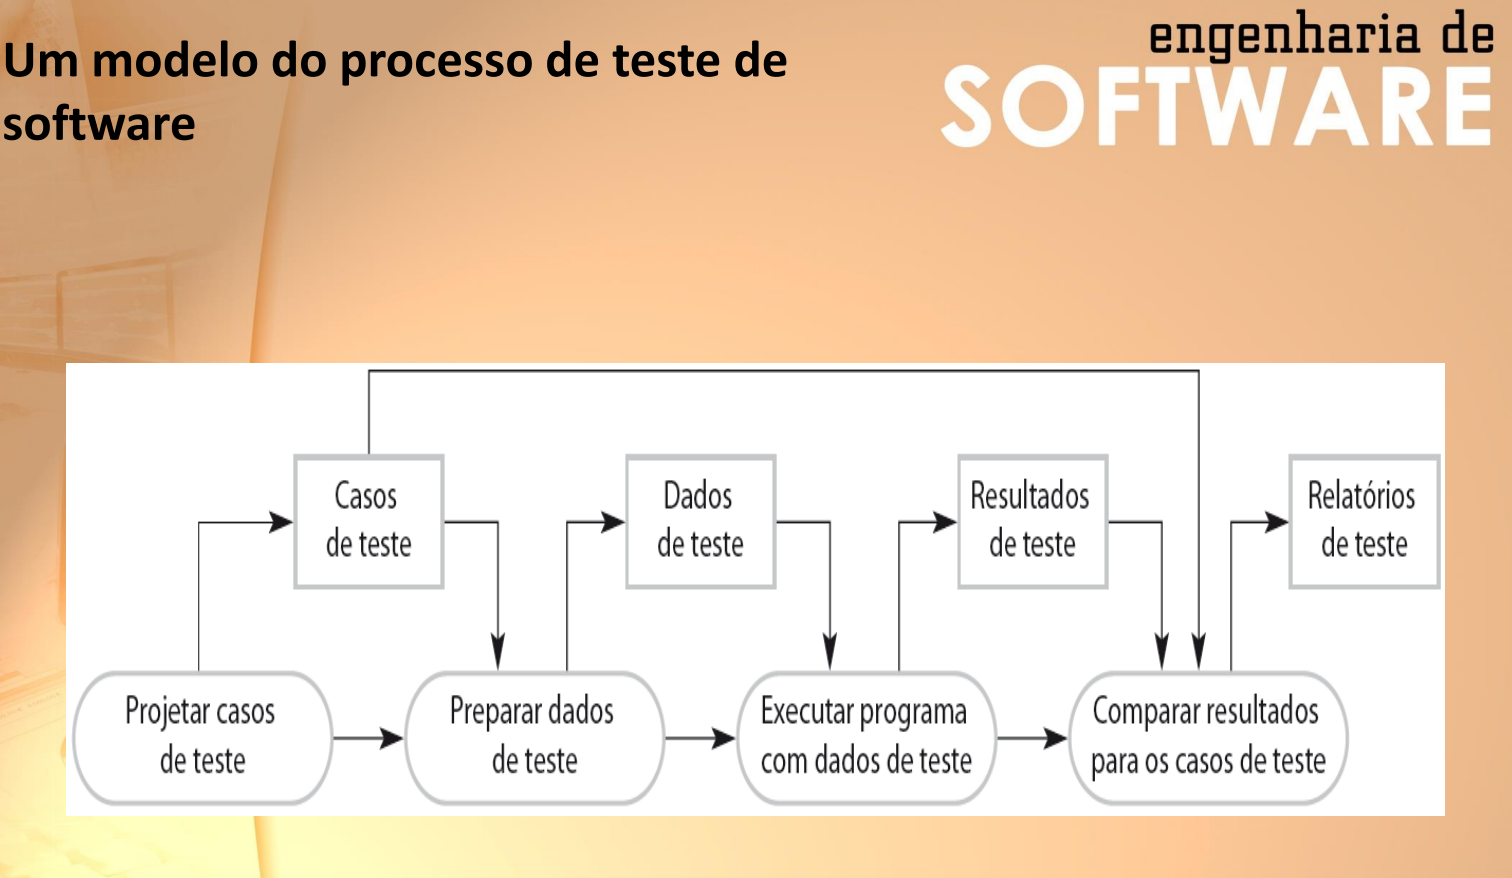 Um modelo do processo de teste de
software
engenharia de
SOFTWARE
Casos
de teste
Dados
de teste
Resultados
de teste
Relatórios
de teste
Projetar casos
de teste
Preparar dados
de teste
Executar programa
com dados de teste
Comparar resultados
para os casos de teste